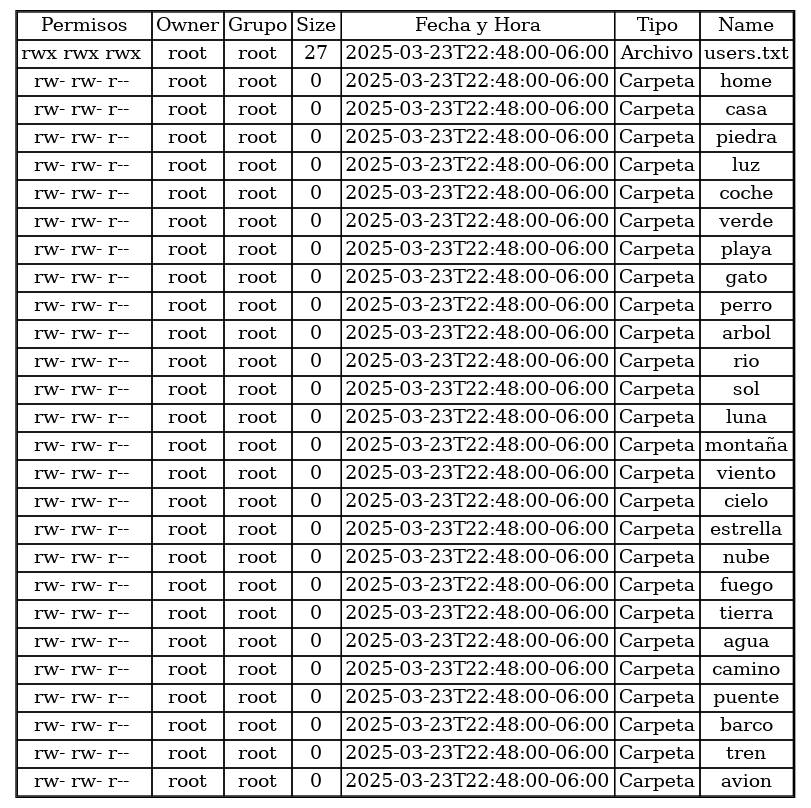 Permisos Owner Grupo Size Fecha y Hora Tipo Name
rwx rwx rwx root root 27 2025-03-23T22:48:00-06:00 Archivo users.txt
rw- rw- r-- root root 0 2025-03-23T22:48:00-06:00 Carpeta home
rw- rw- r-- root root 0 2025-03-23T22:48:00-06:00 Carpeta casa
rw- rw- r-- root root 0 2025-03-23T22:48:00-06:00 Carpeta piedra
rw- rw- r-- root root 0 2025-03-23T22:48:00-06:00 Carpeta luz
rw- rw- r-- root root 0 2025-03-23T22:48:00-06:00 Carpeta coche
rw- rw- r-- root root 0 2025-03-23T22:48:00-06:00 Carpeta verde
rw- rw- r-- root root 0 2025-03-23T22:48:00-06:00 Carpeta playa
rw- rw- r-- root root 0 2025-03-23T22:48:00-06:00 Carpeta gato
rw- rw- r-- root root 0 2025-03-23T22:48:00-06:00 Carpeta perro
rw- rw- r-- root root 0 2025-03-23T22:48:00-06:00 Carpeta arbol
rw- rw- r-- root root 0 2025-03-23T22:48:00-06:00 Carpeta rio
rw- rw- r-- root root 0 2025-03-23T22:48:00-06:00 Carpeta sol
rw- rw- r-- root root 0 2025-03-23T22:48:00-06:00 Carpeta luna
rw- rw- r-- root root 0 2025-03-23T22:48:00-06:00 Carpeta montaña
rw- rw- r-- root root 0 2025-03-23T22:48:00-06:00 Carpeta viento
rw- rw- r-- root root 0 2025-03-23T22:48:00-06:00 Carpeta cielo
rw- rw- r-- root root 0 2025-03-23T22:48:00-06:00 Carpeta estrella
rw- rw- r-- root root 0 2025-03-23T22:48:00-06:00 Carpeta nube
rw- rw- r-- root root 0 2025-03-23T22:48:00-06:00 Carpeta fuego
rw- rw- r-- root root 0 2025-03-23T22:48:00-06:00 Carpeta tierra
rw- rw- r-- root root 0 2025-03-23T22:48:00-06:00 Carpeta agua
rw- rw- r-- root root 0 2025-03-23T22:48:00-06:00 Carpeta camino
rw- rw- r-- root root 0 2025-03-23T22:48:00-06:00 Carpeta puente
rw- rw- r-- root root 0 2025-03-23T22:48:00-06:00 Carpeta barco
rw- rw- r-- root root 0 2025-03-23T22:48:00-06:00 Carpeta tren
rw- rw- r-- root root 0 2025-03-23T22:48:00-06:00 Carpeta avion